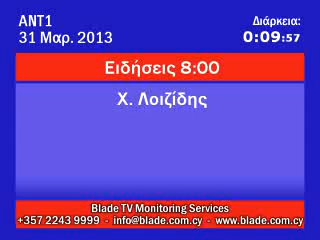 ANT1
Διάρκεια:
31 Μαρ. 2013
0:09:57
Ειδήσεις 8:00
Χ. Λοιζίδης
Blade TV Monitoring Services
+357 2243 9999 - info@blade.com.cy - www.blade.com.cy